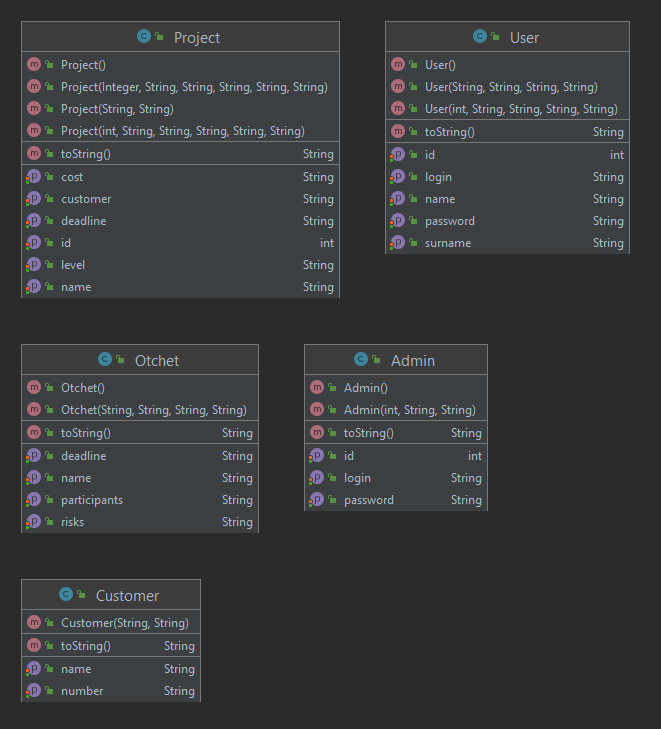 Project
Project()
Project(Integer, String, String, String, String, String)
Project(String, String)
Project(int, String, String, String, String, String)
toString() String
cost String
customer String
deadline String
id int
level String
name String
User
User()
User(String, String, String, String)
User(int, String, String, String, String)
toString() String
id int
login String
name String
password String
surname String
Otchet
Otchet()
Otchet(String, String, String, String)
toString() String
deadline String
name String
participants String
risks String
Admin
Admin()
Admin(int, String, String)
toString() String
id int
login String
password String
Customer
Customer(String, String)
toString() String
name String
number String